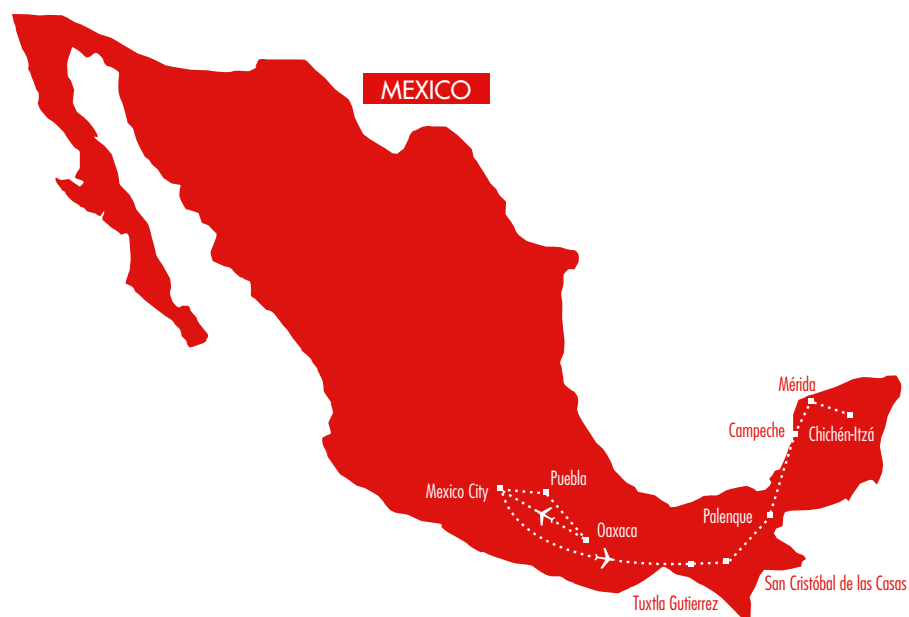 MEXICO
Mérida
Campeche
Chichén-Itzá
Puebla
Mexico City
Palenque
Oaxaca
San Cristóbal de las Casas
Tuxtla Gutierrez